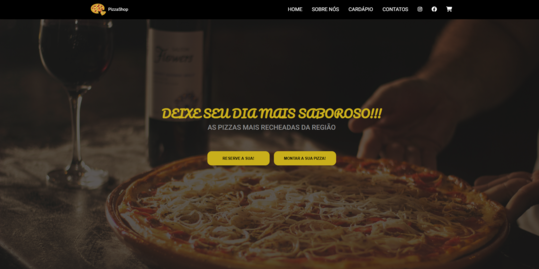 PizzaShop
HOME SOBRE NÓS CARDÁPIO CONTATOS
DEIXE SEU DIA MAIS SABOROSO!!!
AS PIZZAS MAIS RECHEADAS DA REGIÃO
RESERVE A SUA! MONTAR A SUA PIZZA!